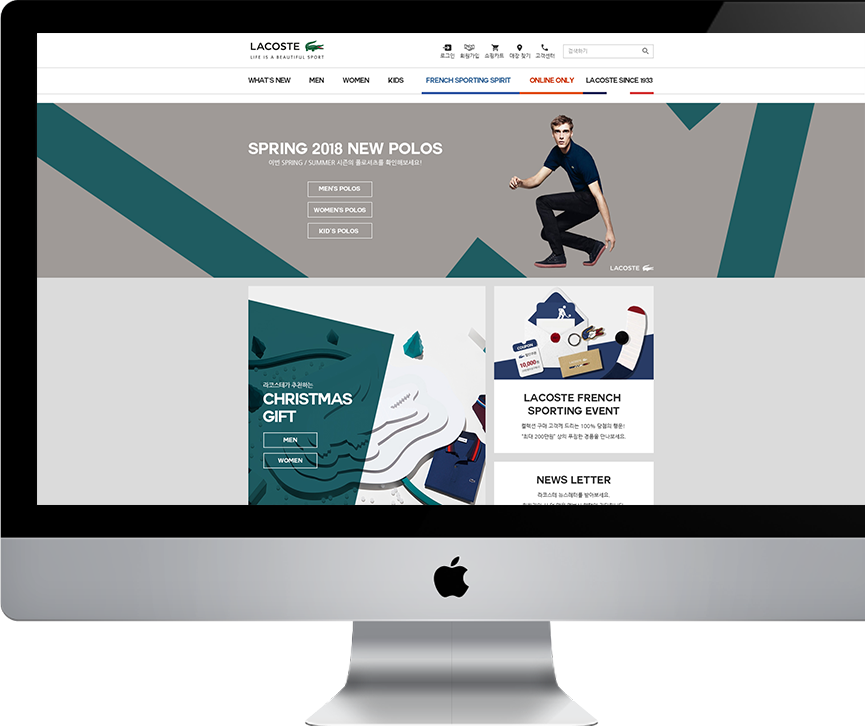 LACOSTE
LIFE IS A BEAUTIFUL SPORT
로그인 회원가입 쇼핑카트 매장 찾기 고객센터
검색하기
WHAT'S NEW MEN WOMEN KIDS FRENCH SPORTING SPIRIT ONLINE ONLY LACOSTE SINCE 1933
SPRING 2018 NEW POLOS
이번 SPRING / SUMMER 시즌의 폴로셔츠를 확인해보세요!
MEN'S POLOS
WOMEN'S POLOS
KID'S POLOS
LACOSTE
라코스테가 추천하는
CHRISTMAS
GIFT
MEN
WOMEN
COUPON
10,000
LACOSTE FRENCH
SPORTING EVENT
컬렉션 구매 고객께 드리는 100% 당첨의 행운!
"최대 200만원" 상의 푸짐한 경품을 만나보세요.
NEWS LETTER
라코스테 뉴스레터를 받아보세요.